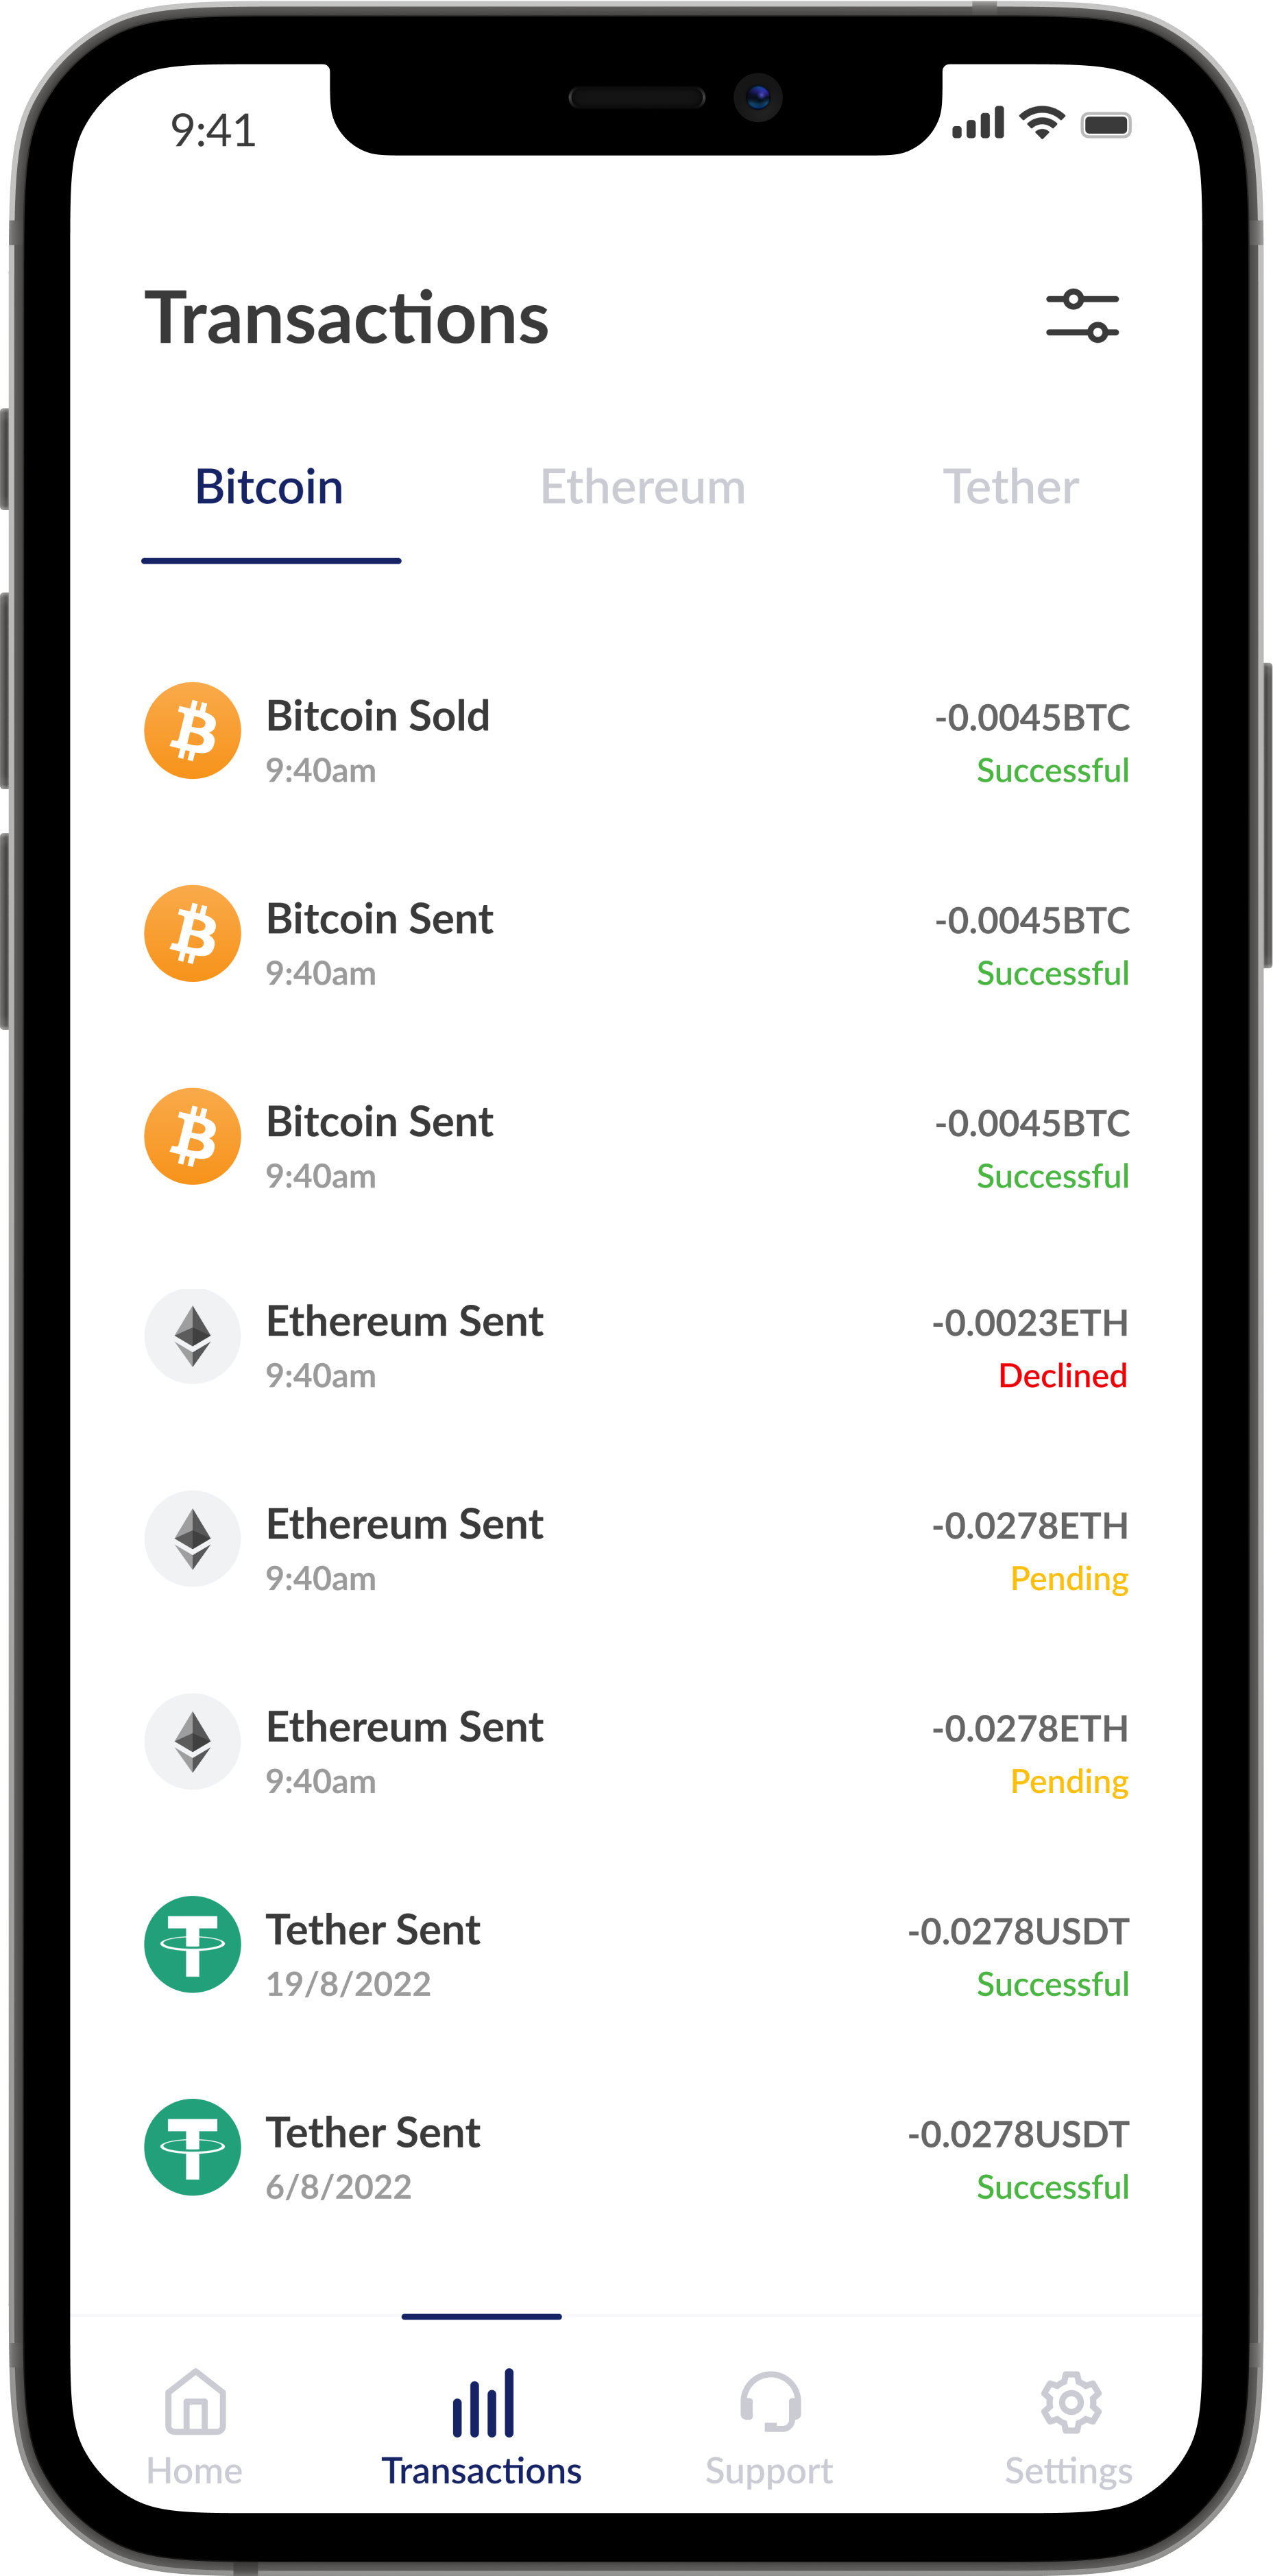 9:41
Transactions
Bitcoin Ethereum Tether
Bitcoin Sold -0.0045BTC
9:40am Successful
Bitcoin Sent -0.0045BTC
9:40am Successful
Bitcoin Sent -0.0045BTC
9:40am Successful
Ethereum Sent -0.0023ETH
9:40am Declined
Ethereum Sent -0.0278ETH
9:40am Pending
Ethereum Sent -0.0278ETH
9:40am Pending
Tether Sent -0.0278USDT
19/8/2022 Successful
Tether Sent -0.0278USDT
6/8/2022 Successful
Home Transactions Support Settings